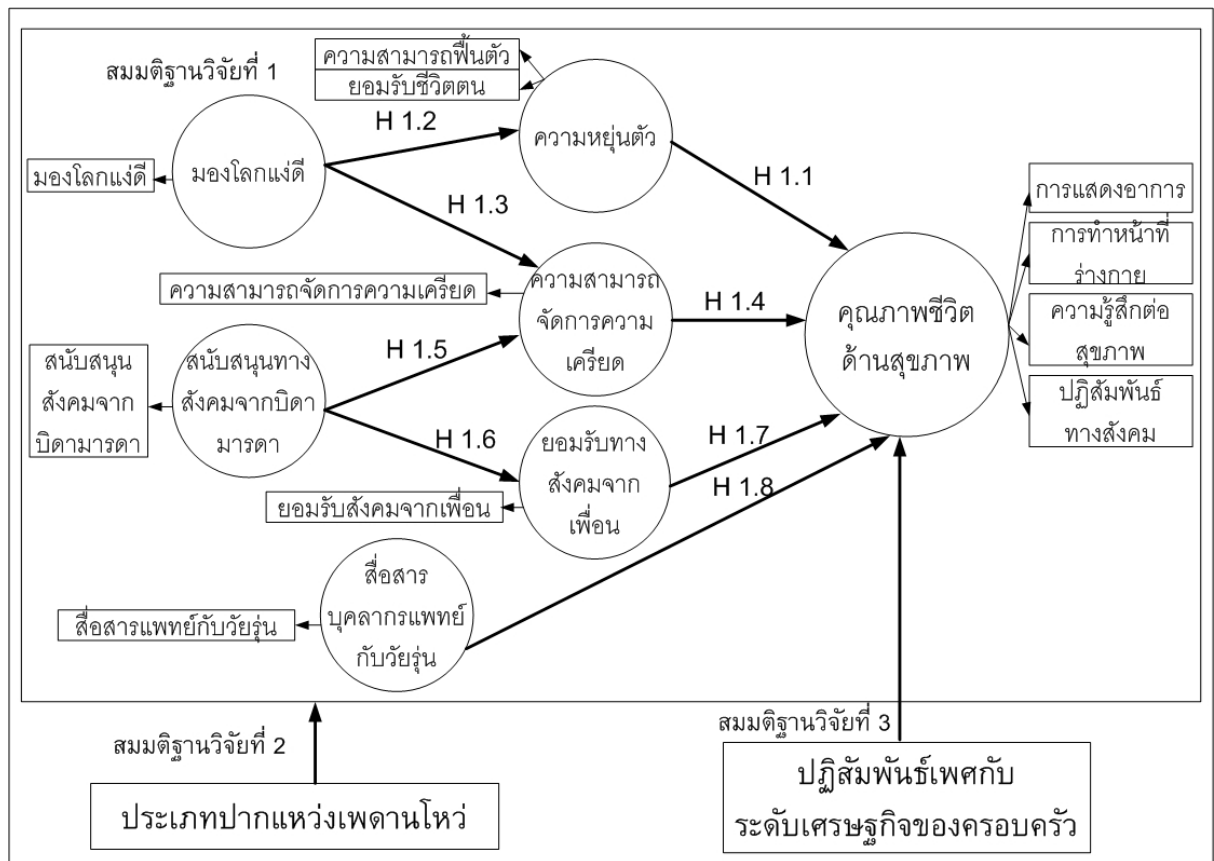 สมมติฐานวิจัยที่ 1
ความสามารถฟื้นตัว
ยอมรับชีวิตตน
H 1.2
ความหยุ่นตัว
มองโลกแง่ดี
มองโลกแง่ดี
H 1.1
H 1.3
การแสดงอาการ
การทำหน้าที่
ร่างกาย
ความรู้สึกต่อ
สุขภาพ
ปฏิสัมพันธ์
ทางสังคม
ความสามารถจัดการความเครียด
ความสามารถ
จัดการความ
เครียด
H 1.4
คุณภาพชีวิต
ด้านสุขภาพ
H 1.5
สนับสนุน
สังคมจาก
บิดามารดา
สนับสนุนทาง
สังคมจากบิดา
มารดา
H 1.6
H 1.7
ยอมรับทาง
สังคมจาก
เพื่อน
H 1.8
ยอมรับสังคมจากเพื่อน
สื่อสาร
บุคลากรแพทย์
กับวัยรุ่น
สื่อสารแพทย์กับวัยรุ่น
สมมติฐานวิจัยที่ 2
สมมติฐานวิจัยที่ 3
ประเภทปากแหว่งเพดานโหว่
ปฏิสัมพันธ์เพศกับ
ระดับเศรษฐกิจของครอบครัว